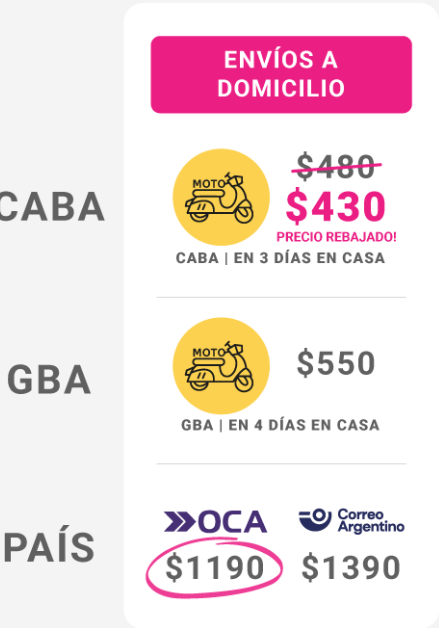 ENVÍOS A
DOMICILIO
CABA
MOTO
$480
$430
PRECIO REBAJADO!
CABA | EN 3 DÍAS EN CASA
GBA
MOTO
$550
GBA | EN 4 DÍAS EN CASA
PAÍS
OCA
Correo
Argentino
$1190
$1390